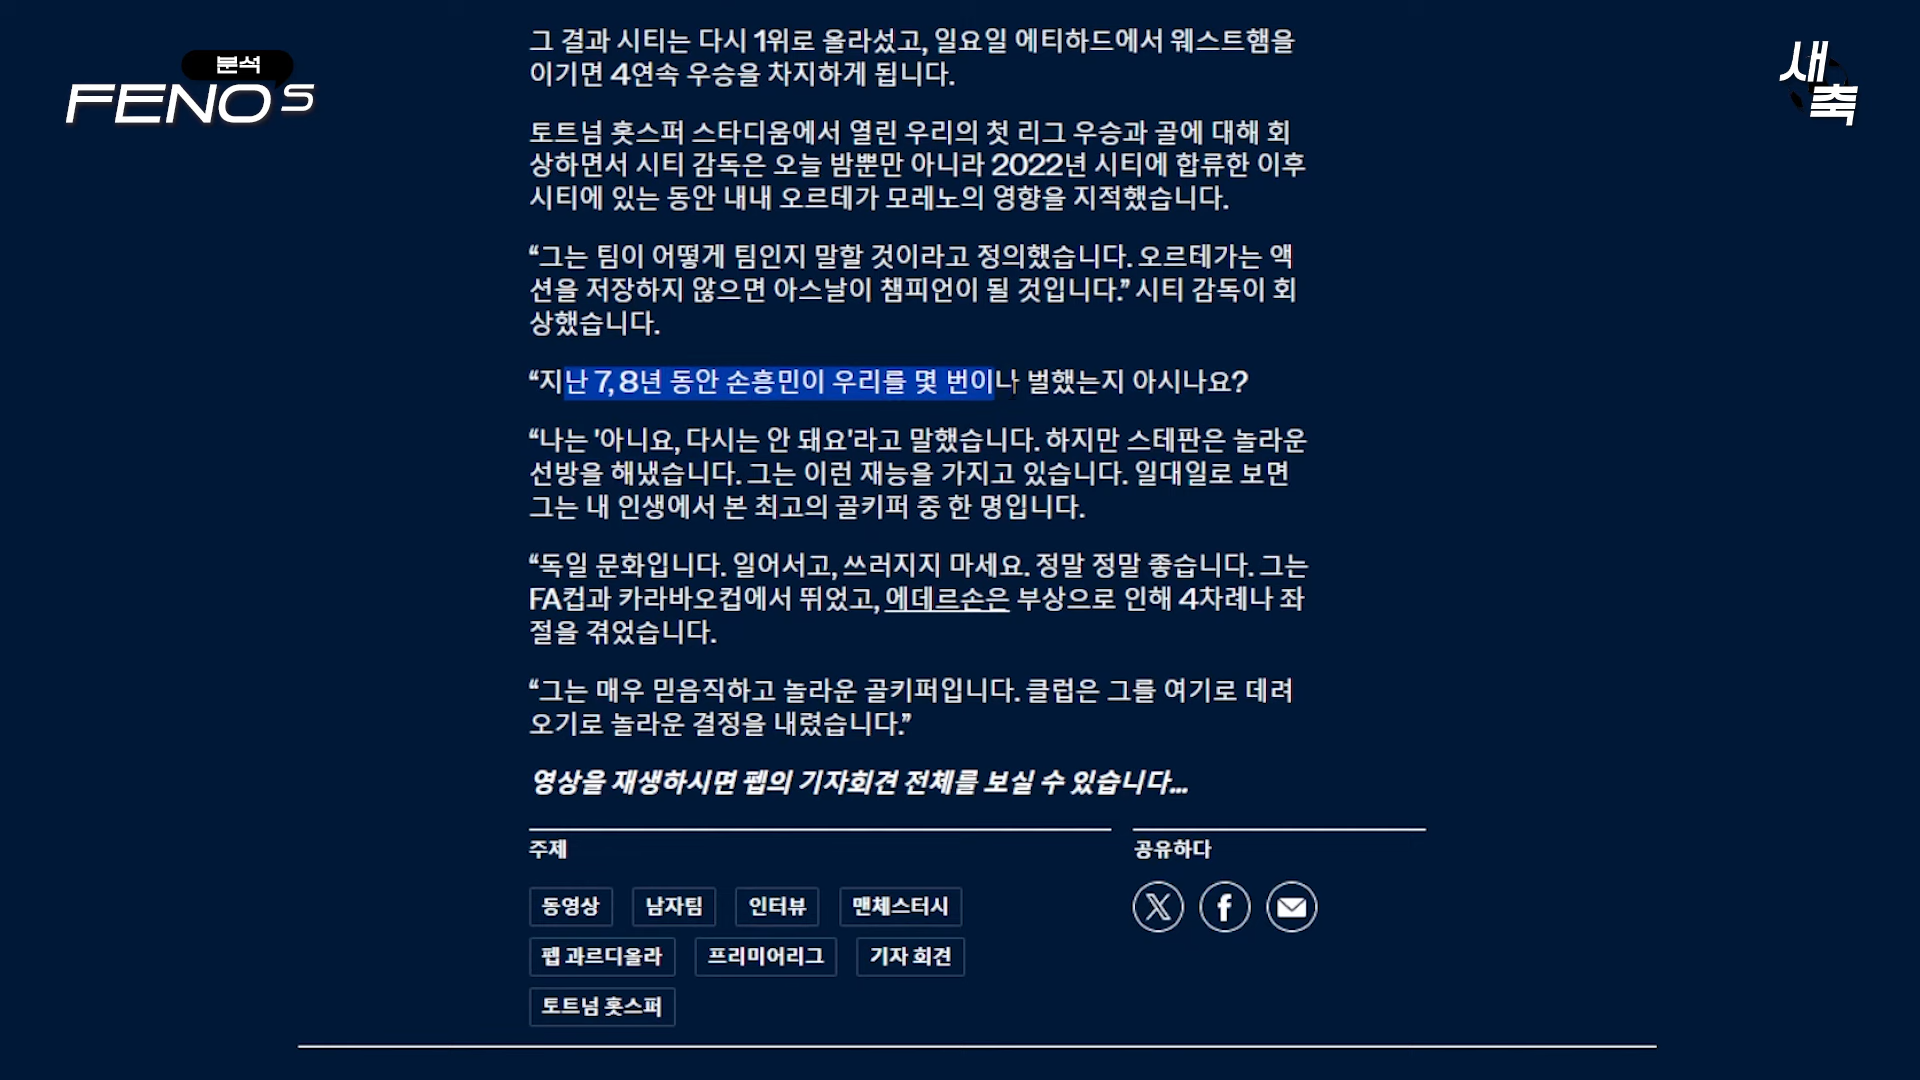 분석
FENO's
새축
그 결과 시티는 다시 1위로 올라섰고, 일요일 에티하드에서 웨스트햄을
이기면 4연속 우승을 차지하게 됩니다.
토트넘 홋스퍼 스타디움에서 열린 우리의 첫 리그 우승과 골에 대해 회
상하면서 시티 감독은 오늘 밤뿐만 아니라 2022년 시티에 합류한 이후
시티에 있는 동안 내내 오르테가 모레노의 영향을 지적했습니다.
“그는 팀이 어떻게 팀인지 말할 것이라고 정의했습니다. 오르테가는 액
션을 저장하지 않으면 아스날이 챔피언이 될 것입니다.” 시티 감독이 회
상했습니다.
“지난 7, 8년 동안 손흥민이 우리를 몇 번이나 벌했는지 아시나요?
“나는 '아니요, 다시는 안 돼요'라고 말했습니다. 하지만 스테판은 놀라운
선방을 해냈습니다. 그는 이런 재능을 가지고 있습니다. 일대일로 보면
그는 내 인생에서 본 최고의 골키퍼 중 한 명입니다.
“독일 문화입니다. 일어서고, 쓰러지지 마세요. 정말 정말 좋습니다. 그는
FA컵과 카라바오컵에서 뛰었고, 에데르손은 부상으로 인해 4차례나 좌
절을 겪었습니다.
“그는 매우 믿음직하고 놀라운 골키퍼입니다. 클럽은 그를 여기로 데려
오기로 놀라운 결정을 내렸습니다.”
영상을 재생하시면 펩의 기자회견 전체를 보실 수 있습니다...
주제
공유하다
동영상 남자팀 인터뷰 맨체스터시
펩 과르디올라 프리미어리그 기자 회견
토트넘 홋스퍼